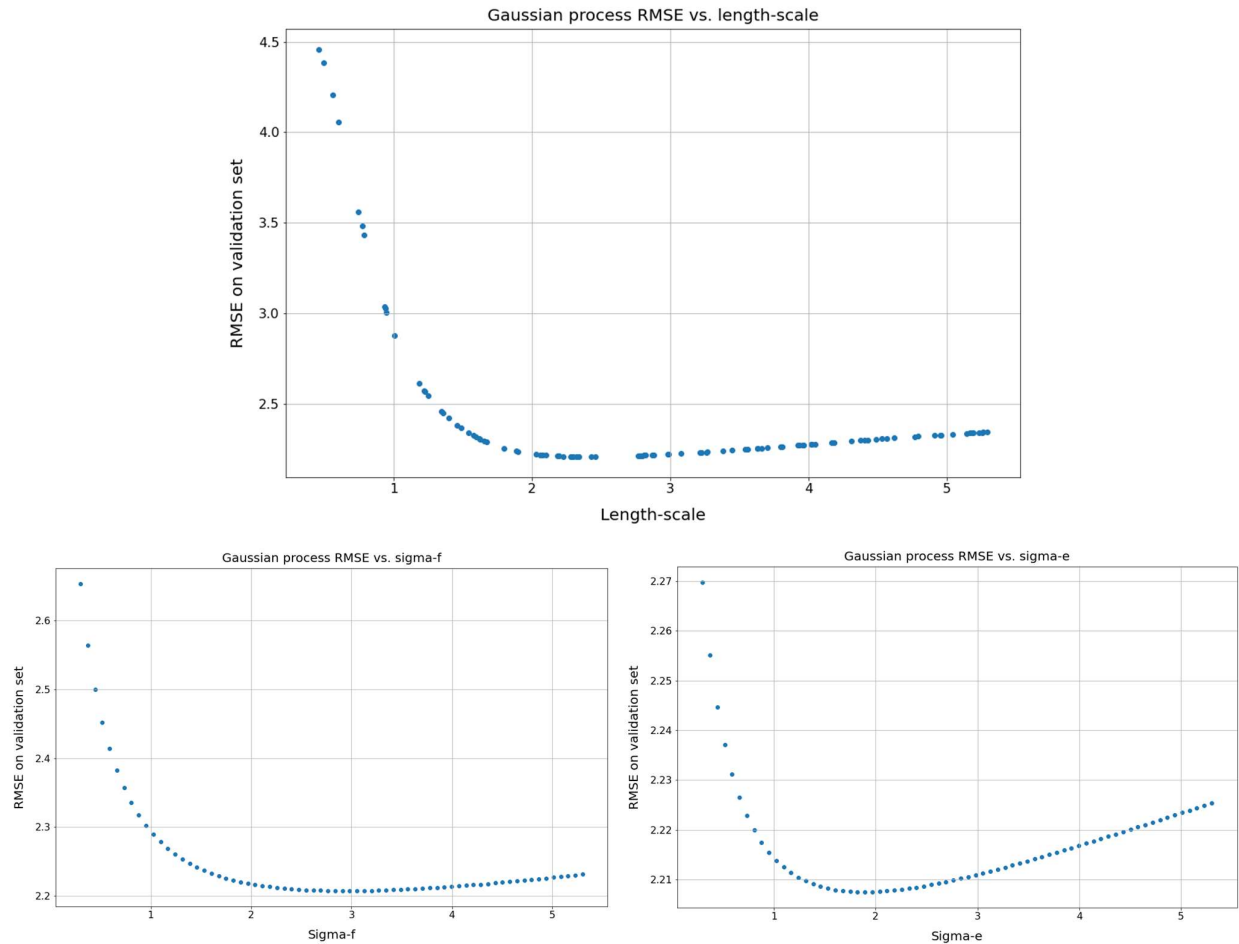 Gaussian process RMSE vs. length-scale
RMSE on validation set
4.5
4.0
3.5
3.0
2.5
1 2 3 4 5
Length-scale
Gaussian process RMSE vs. sigma-f
RMSE on validation set
2.6
2.5
2.4
2.3
2.2
1 2 3 4 5
Sigma-f
Gaussian process RMSE vs. sigma-e
RMSE on validation set
2.27
2.26
2.25
2.24
2.23
2.22
2.21
1 2 3 4 5
Sigma-e